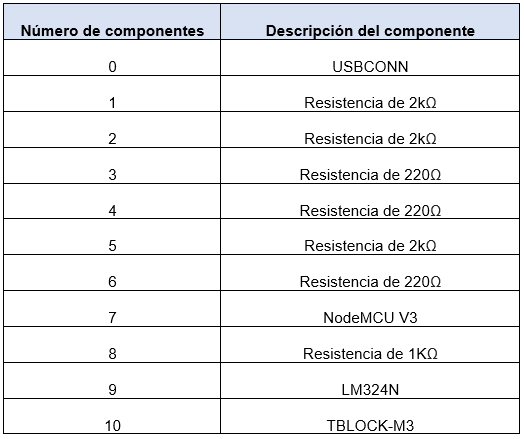 Número de componentes Descripción del componente
0 USBCONN
1 Resistencia de 2kΩ
2 Resistencia de 2kΩ
3 Resistencia de 220Ω
4 Resistencia de 220Ω
5 Resistencia de 2kΩ
6 Resistencia de 220Ω
7 NodeMCU V3
8 Resistencia de 1KΩ
9 LM324N
10 TBLOCK-M3